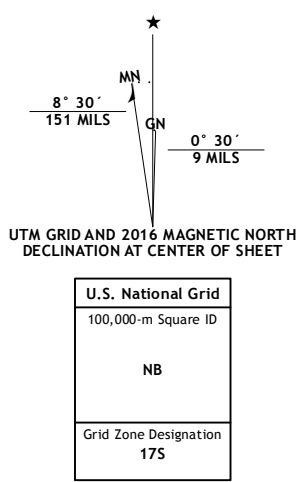 MN
8° 30´
151 MILS
GN
0° 30´
9 MILS
UTM GRID AND 2016 MAGNETIC NORTH
DECLINATION AT CENTER OF SHEET
U.S. National Grid
100,000-m Square ID
NB
Grid Zone Designation
17S